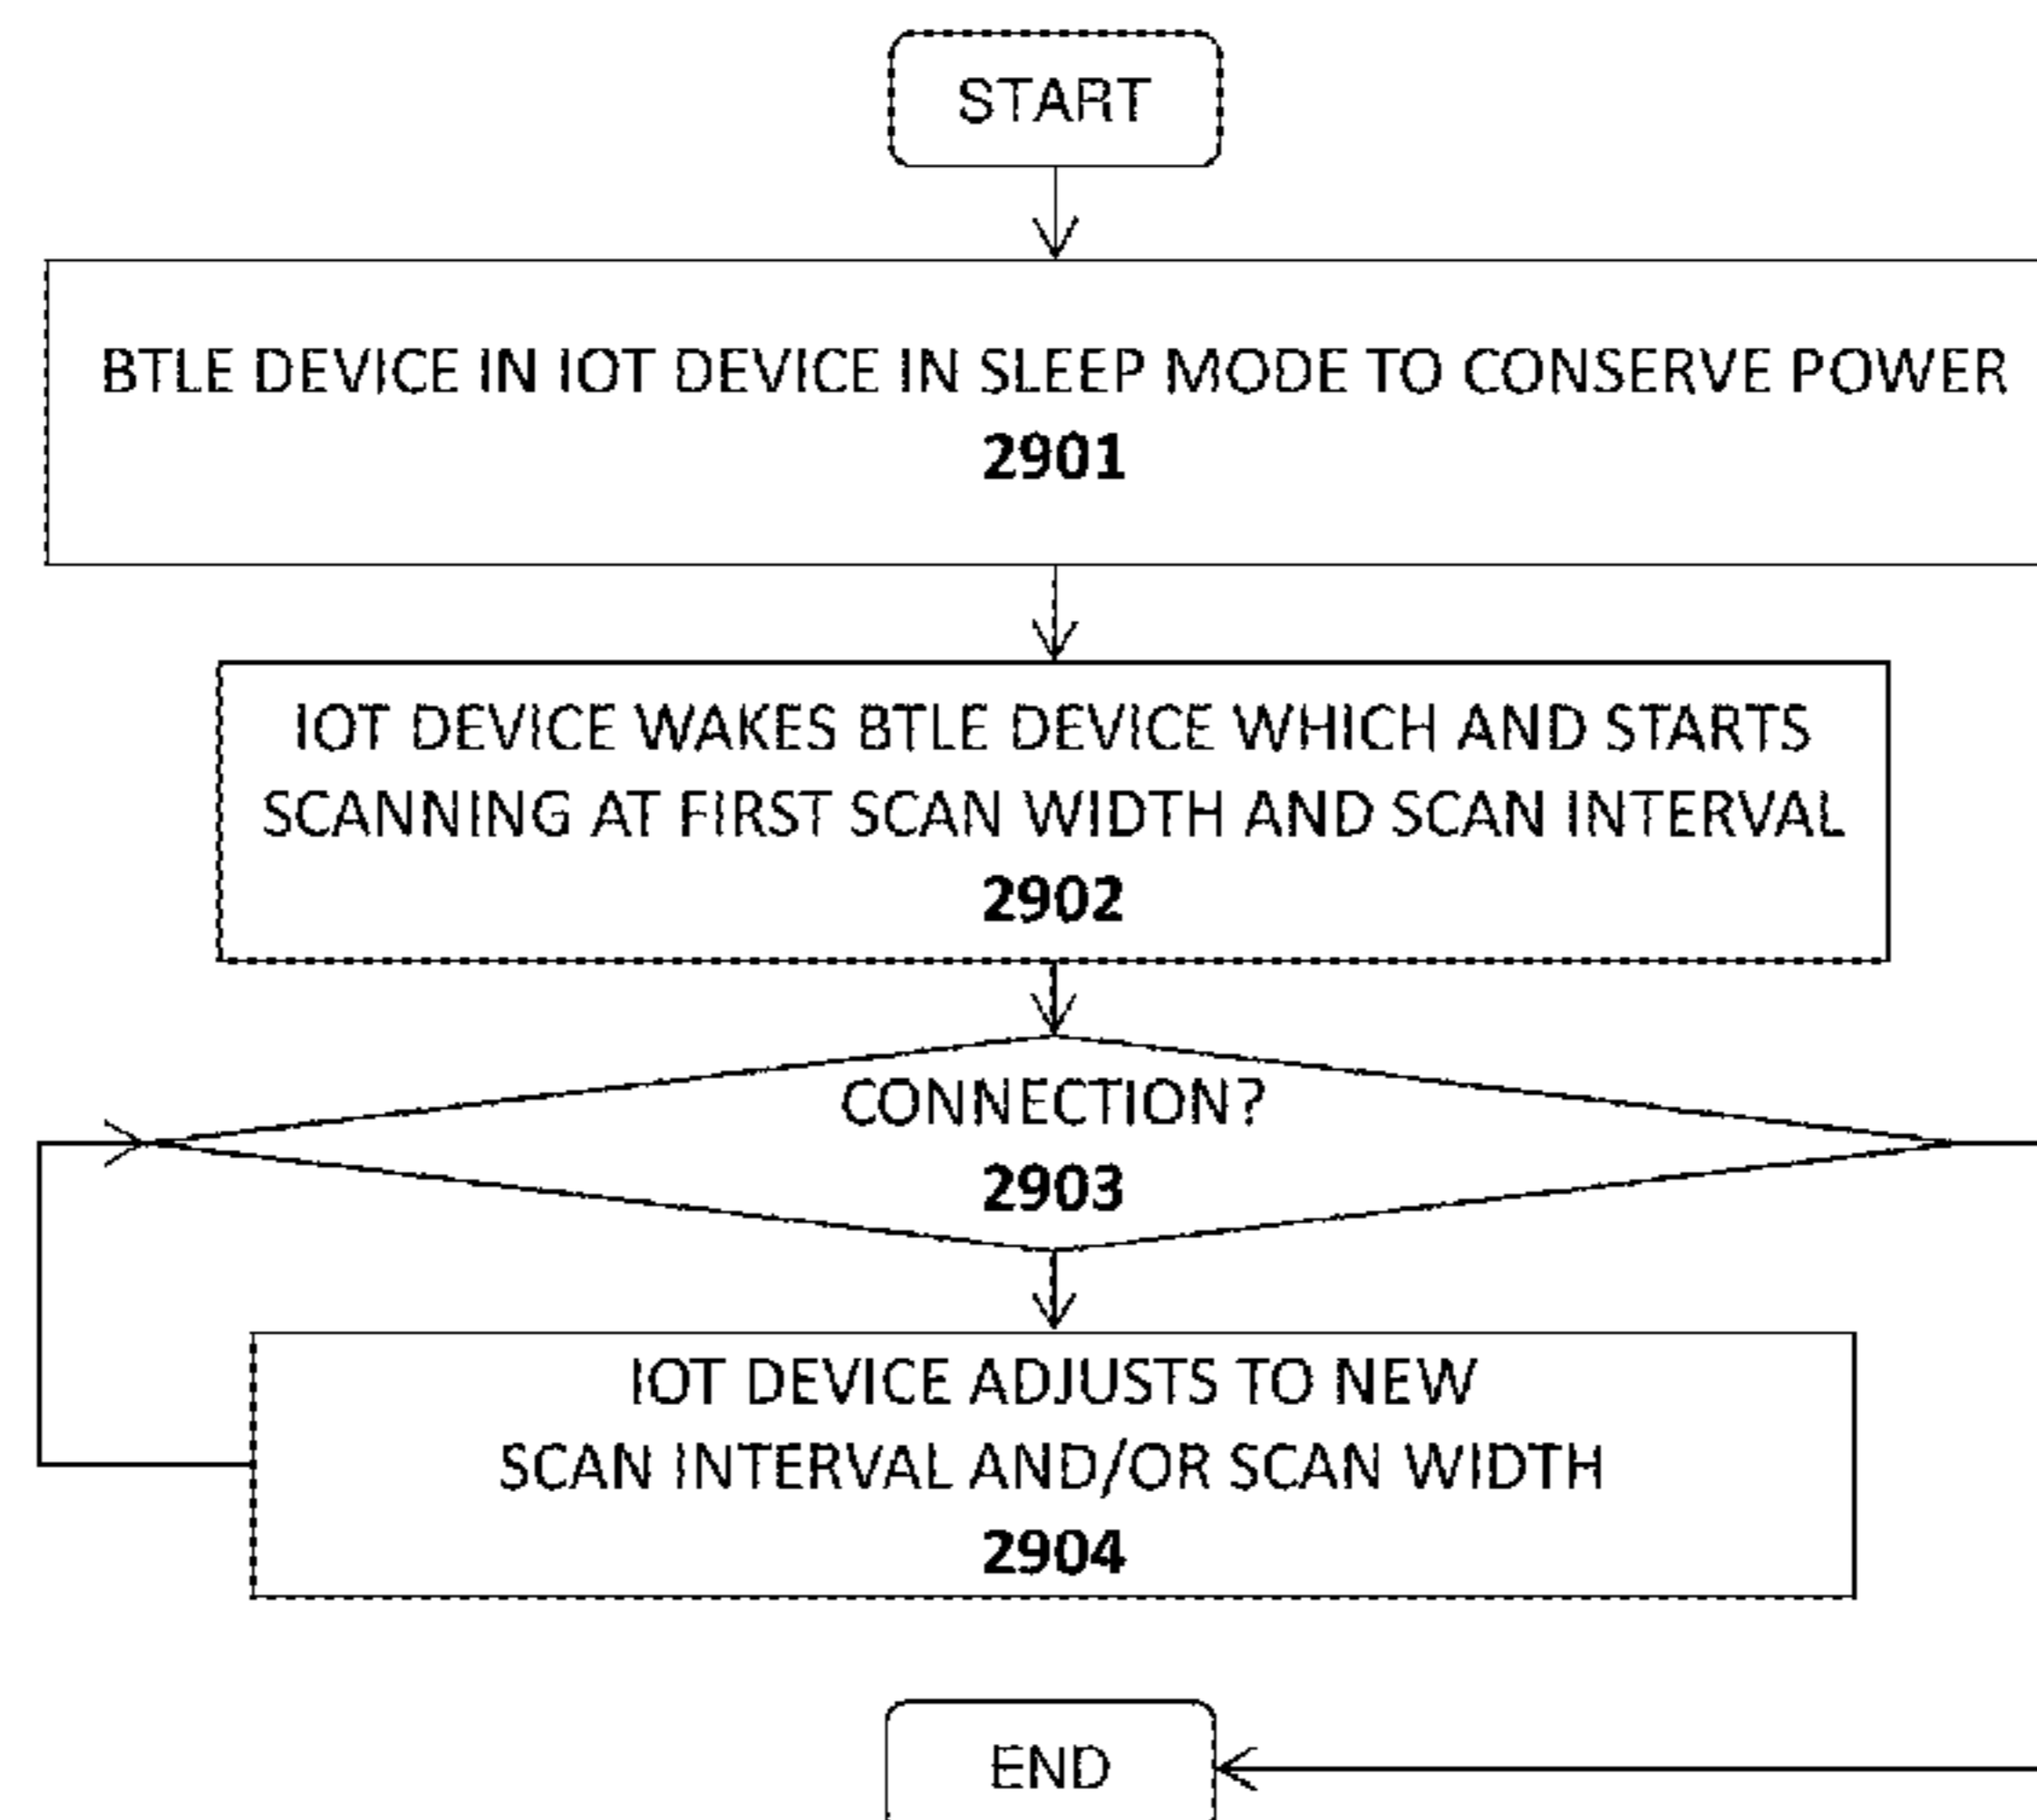 START
BTLE DEVICE IN IOT DEVICE IN SLEEP MODE TO CONSERVE POWER
2901
IOT DEVICE WAKES BTLE DEVICE WHICH AND STARTS
SCANNING AT FIRST SCAN WIDTH AND SCAN INTERVAL
2902
CONNECTION?
2903
IOT DEVICE ADJUSTS TO NEW
SCAN INTERVAL AND/OR SCAN WIDTH
2904
END